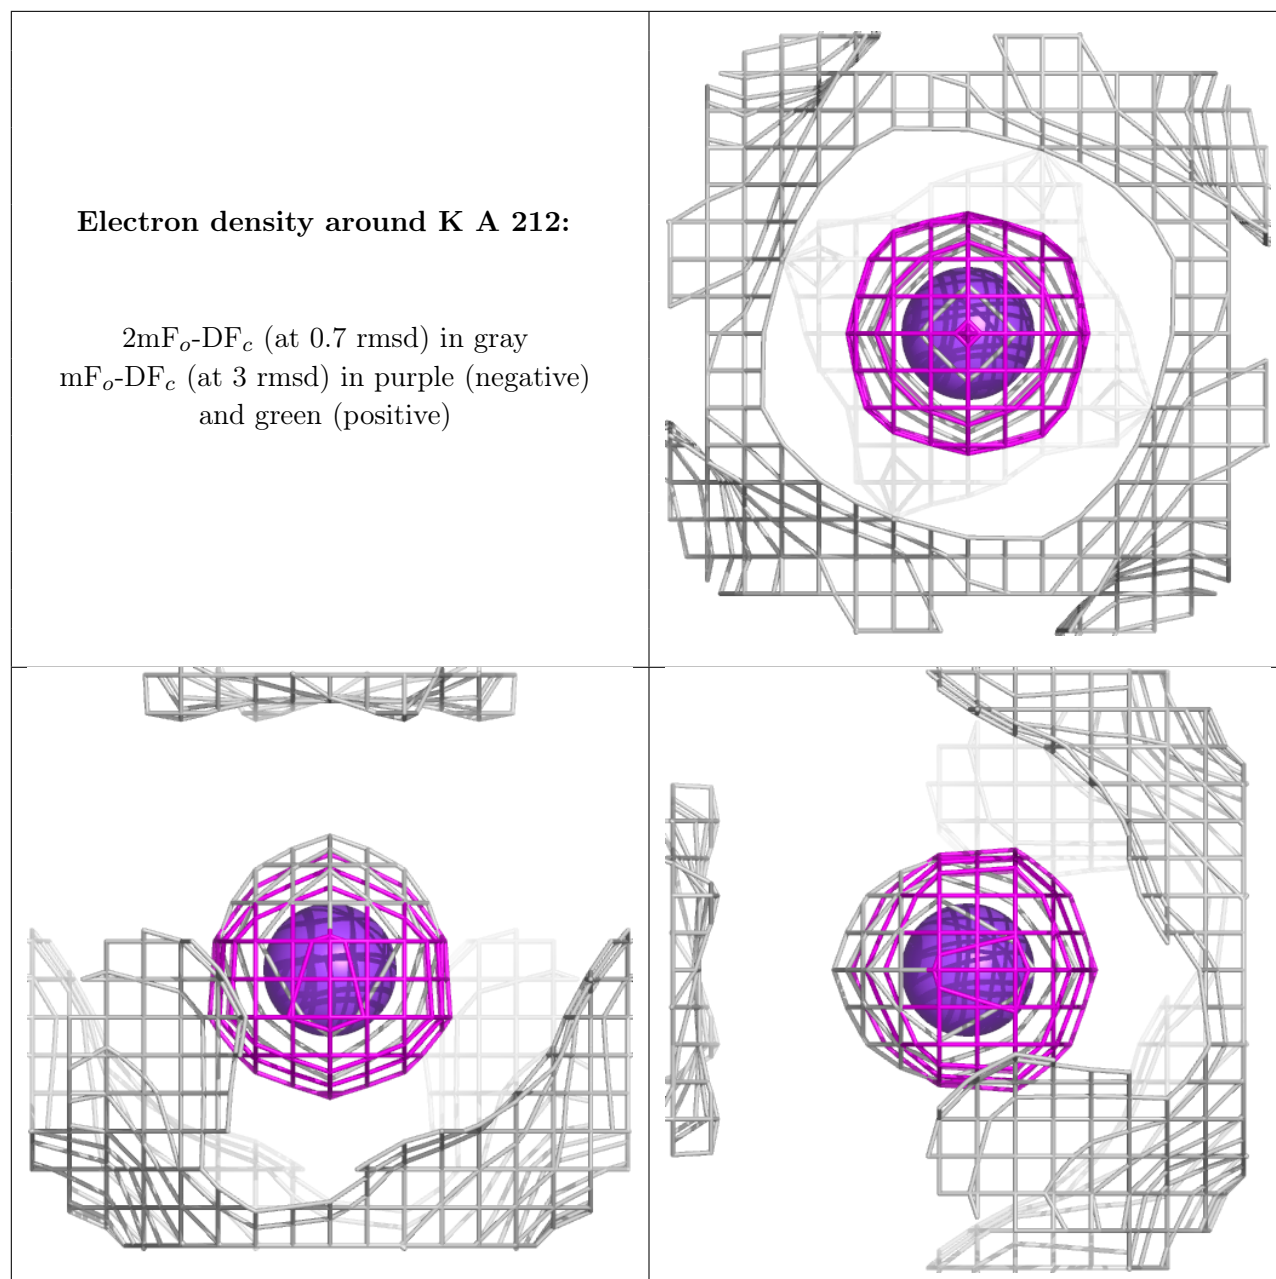 Electron density around K A 212:
2mFo-DFc (at 0.7 rmsd) in gray
mFo-DFc (at 3 rmsd) in purple (negative)
and green (positive)